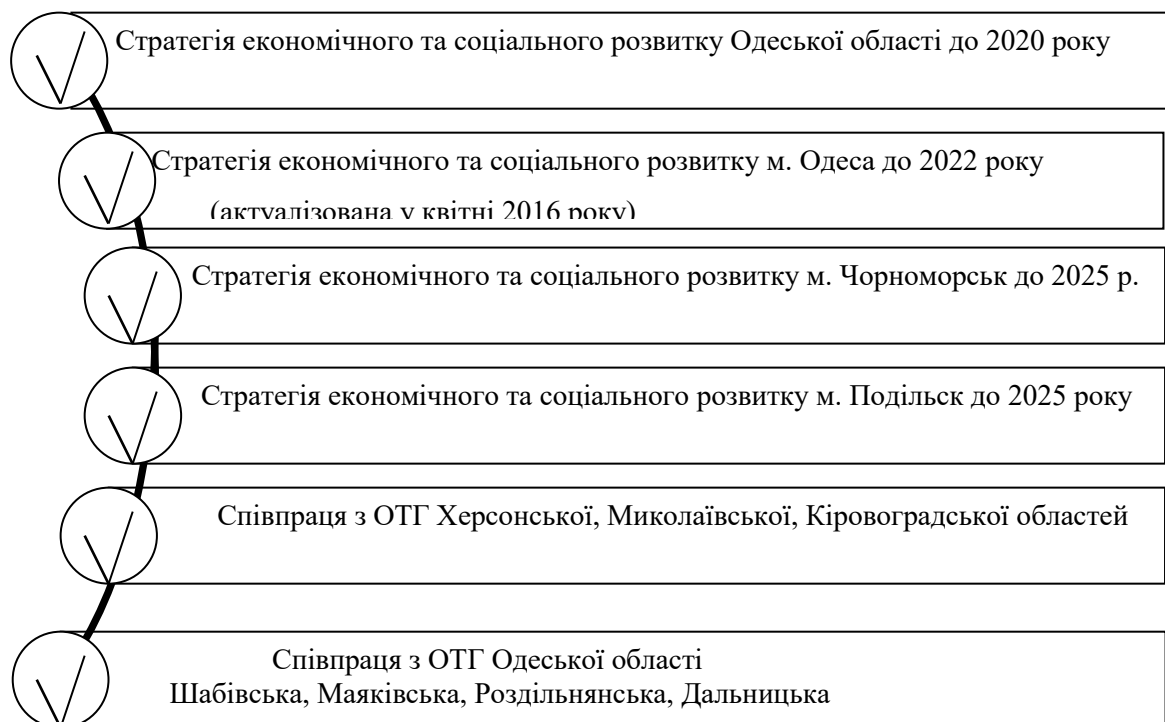 Стратегія економічного та соціального розвитку Одеської області до 2020 року
Стратегія економічного та соціального розвитку м. Одеса до 2022 року
(актуалізована у квітні 2016 року)
Стратегія економічного та соціального розвитку м. Чорноморськ до 2025 р.
Стратегія економічного та соціального розвитку м. Подільск до 2025 року
Співпраця з ОТГ Херсонської, Миколаївської, Кіровоградської областей
Співпраця з ОТГ Одеської області
Шабівська, Маяківська, Роздільнянська, Дальницька